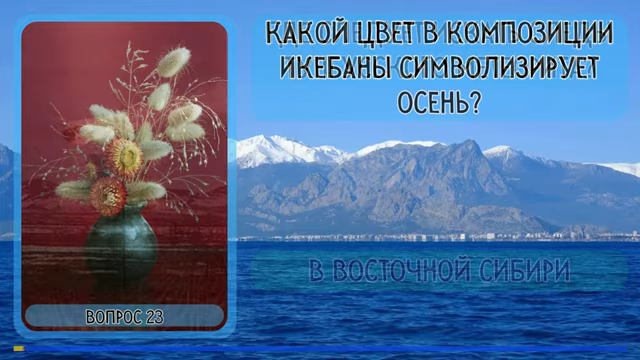 КАКОЙ ЦВЕТ В КОМПОЗИЦИИ
ИКЕБАНЫ СИМВОЛИЗИРУЕТ
ОСЕНЬ?
В ВОСТОЧНОЙ СИБИРИ
ВОПРОС 23